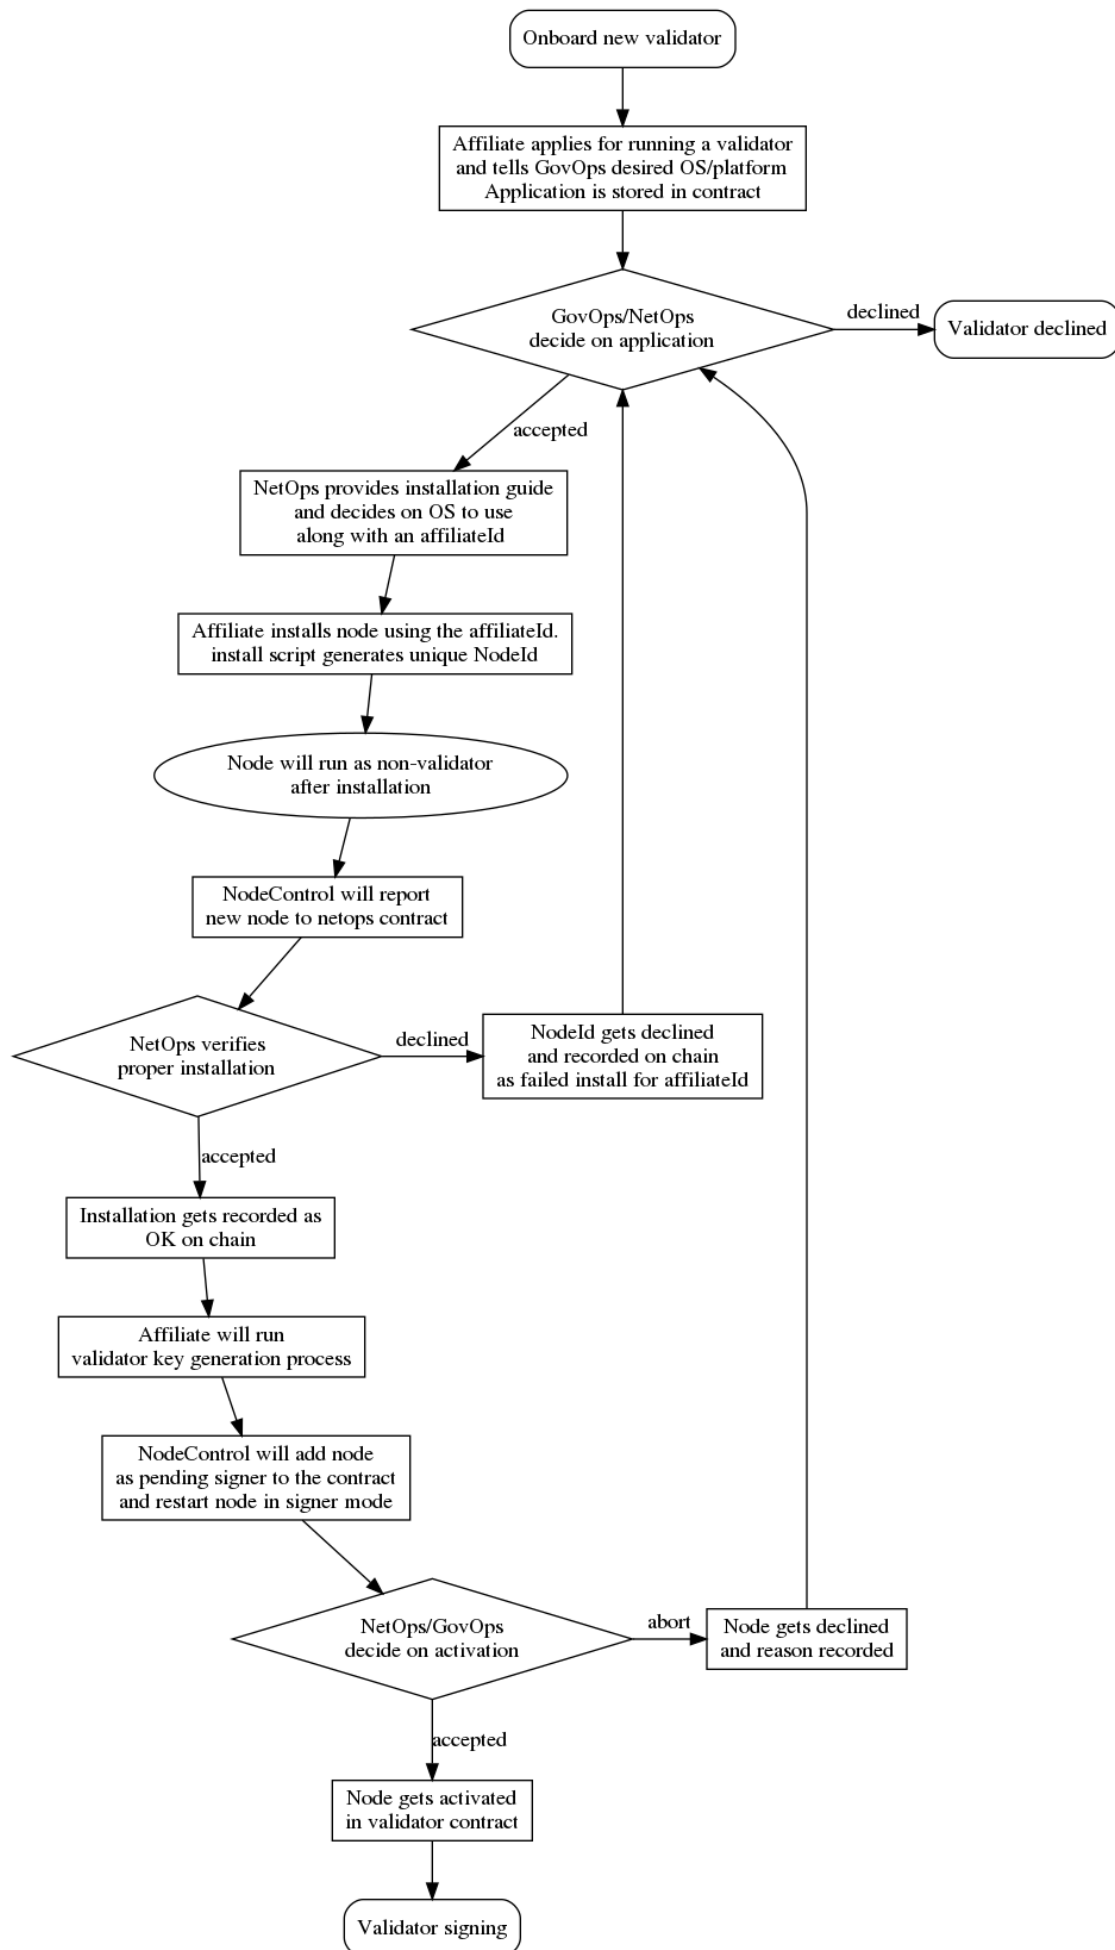 Onboard new validator
Affiliate applies for running a validator
and tells GovOps desired OS/platform
Application is stored in contract
GovOps/NetOps
decide on application
declined
Validator declined
accepted
NetOps provides installation guide
and decides on OS to use
along with an affiliateId
Affiliate installs node using the affiliateId.
install script generates unique NodeId
Node will run as non-validator
after installation
NodeControl will report
new node to netops contract
NetOps verifies
proper installation
declined
NodeId gets declined
and recorded on chain
as failed install for affiliateId
accepted
Installation gets recorded as
OK on chain
Affiliate will run
validator key generation process
NodeControl will add node
as pending signer to the contract
and restart node in signer mode
NetOps/GovOps
decide on activation
abort
Node gets declined
and reason recorded
accepted
Node gets activated
in validator contract
Validator signing